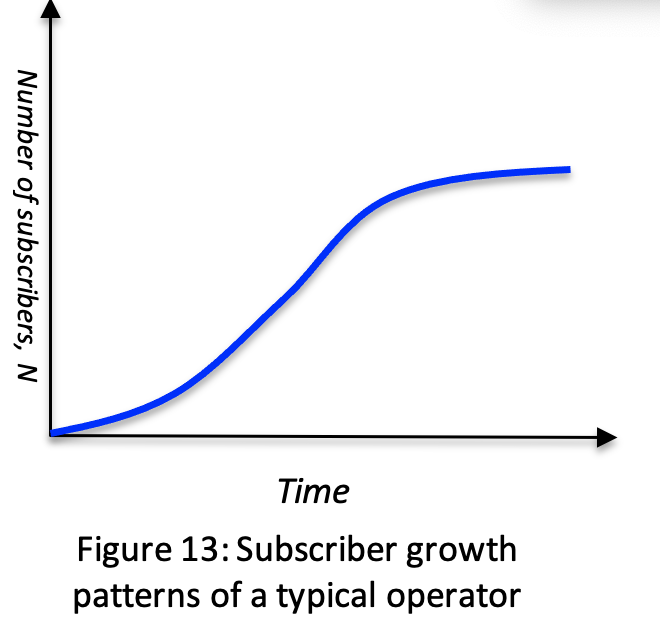 Number of subscribers, N
Time
Figure 13: Subscriber growth
patterns of a typical operator